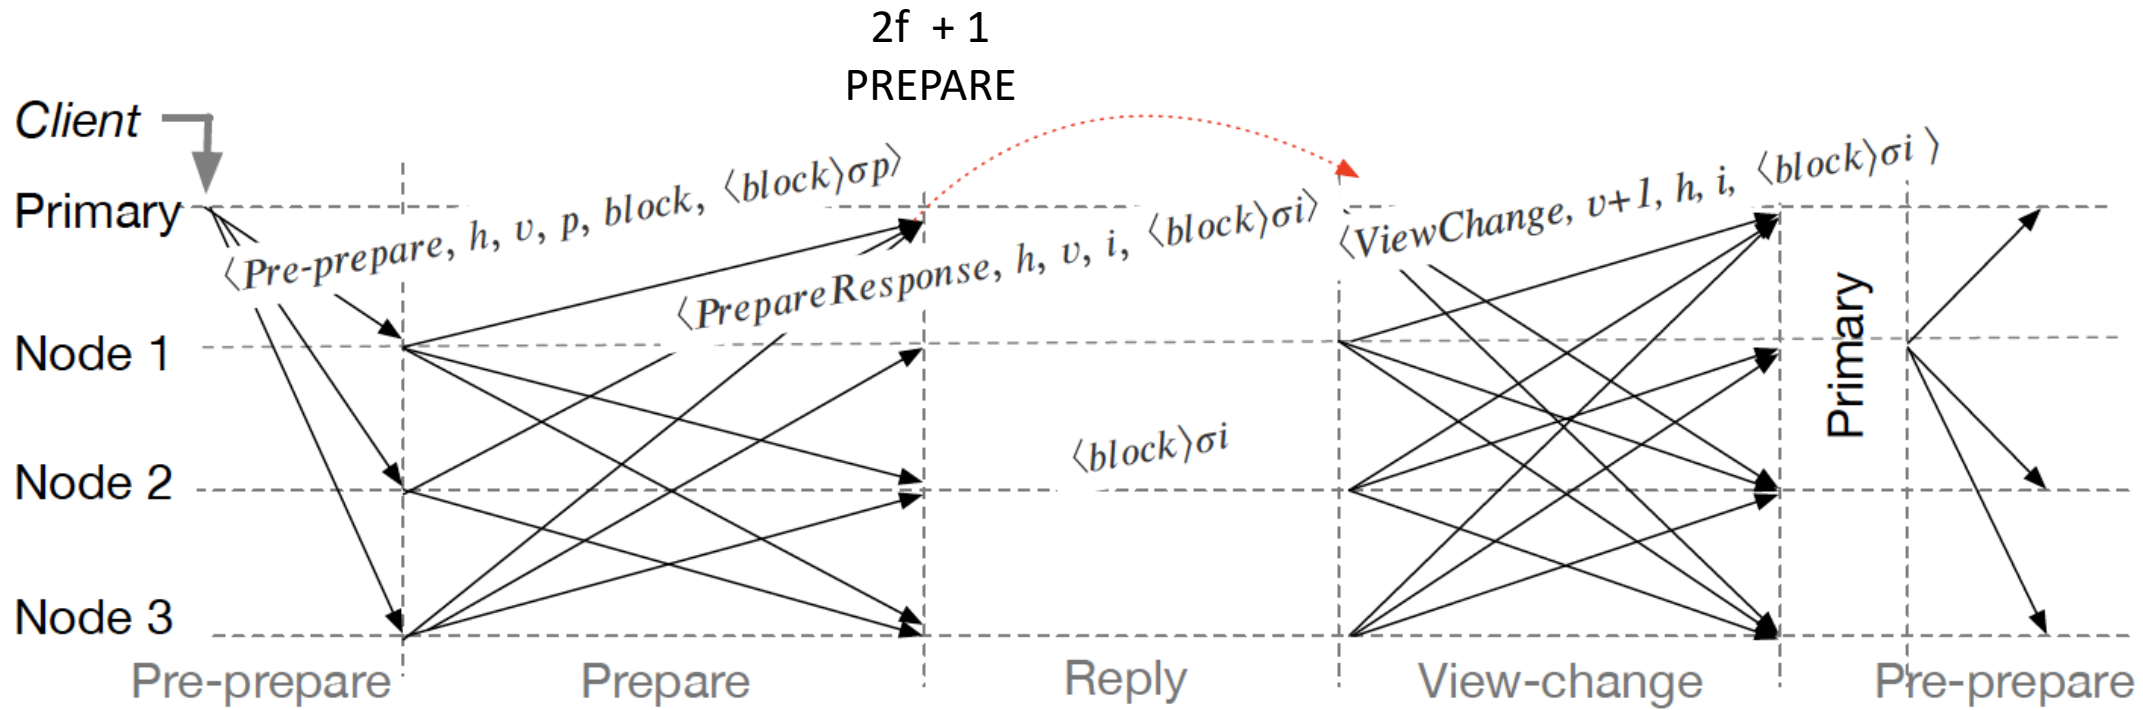 2f + 1
PREPARE
Client
Primary
⟨Pre-prepare, h, v, p, block, ⟨block⟩σp⟩
⟨PrepareResponse, h, v, i, ⟨block⟩σi⟩
⟨ViewChange, v+1, h, i, ⟨block⟩σi ⟩
Node 1
Primary
Node 2
⟨block⟩σi
Node 3
Pre-prepare
Prepare
Reply
View-change
Pre-prepare